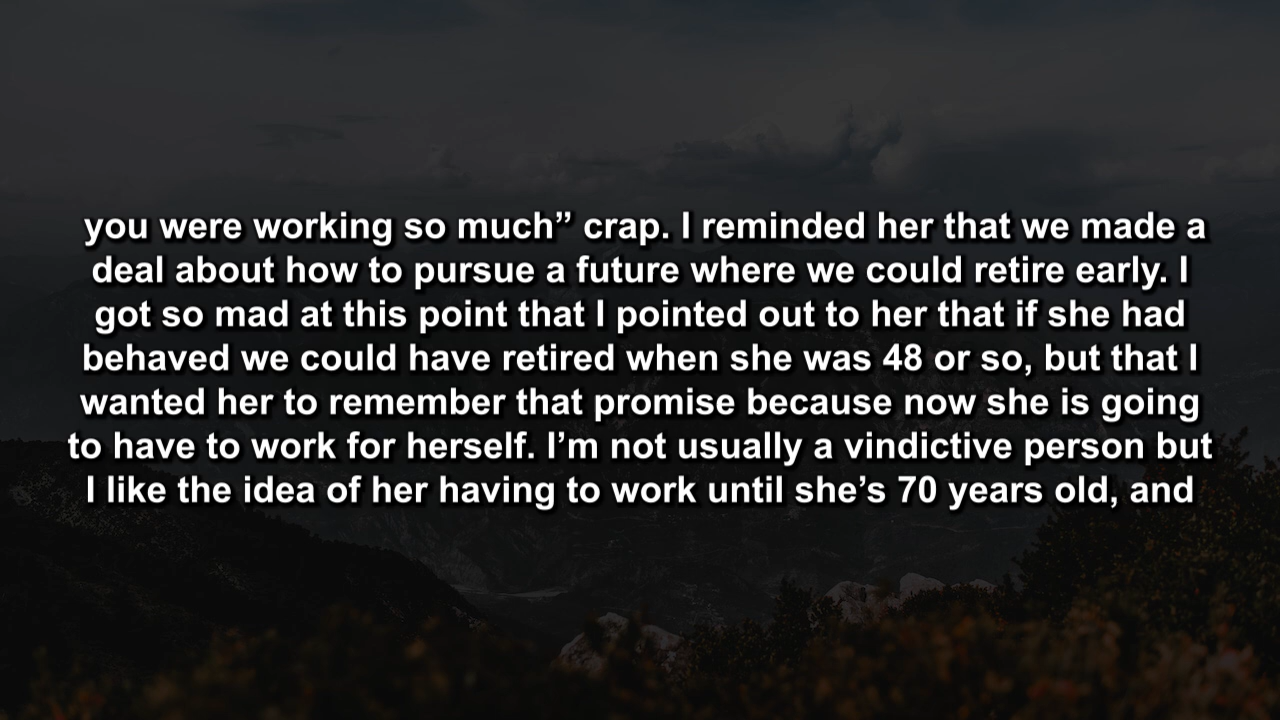 you were working so much” crap. I reminded her that we made a
deal about how to pursue a future where we could retire early. I
got so mad at this point that I pointed out to her that if she had
behaved we could have retired when she was 48 or so, but that I
wanted her to remember that promise because now she is going
to have to work for herself. I’m not usually a vindictive person but
I like the idea of her having to work until she’s 70 years old, and